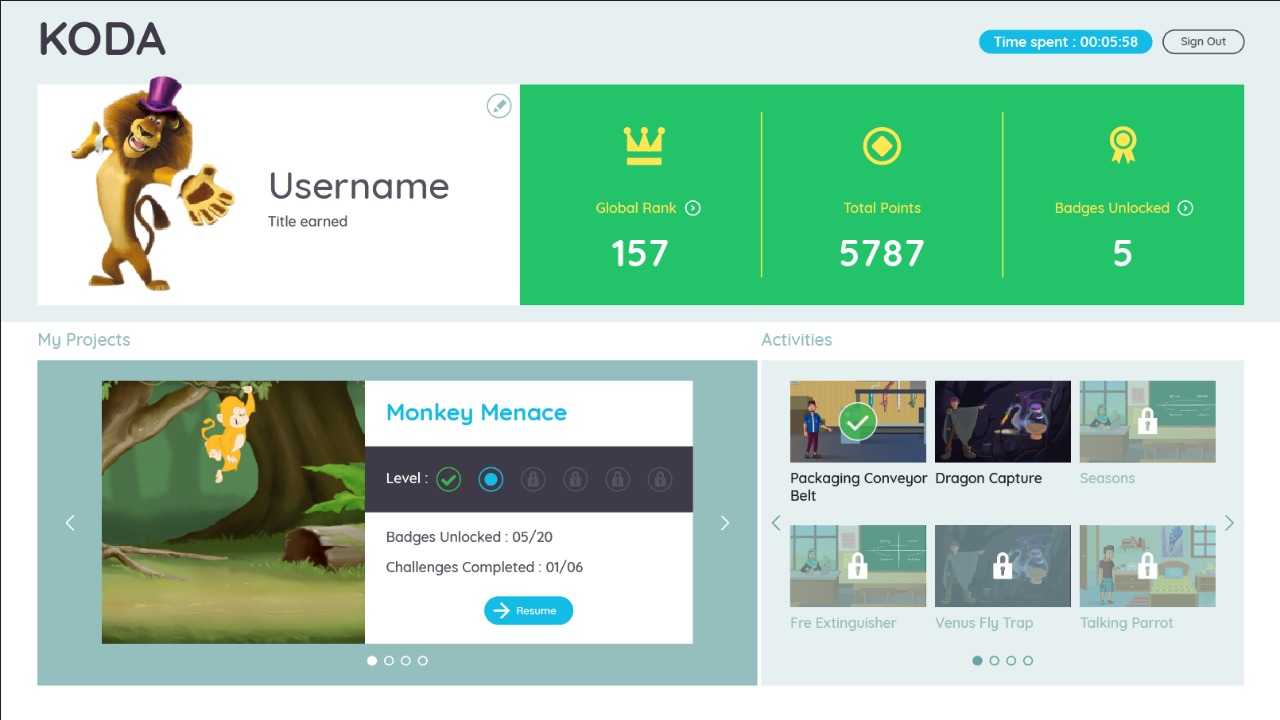 KODA
Time spent : 00:05:58
Sign Out
Username
Title earned
Global Rank
157
Total Points
5787
Badges Unlocked
5
My Projects
Monkey Menace
Level :
Badges Unlocked : 05/20
Challenges Completed : 01/06
Resume
Activities
Packaging Conveyor
Belt
Dragon Capture
Seasons
Fre Extinguisher
Venus Fly Trap
Talking Parrot